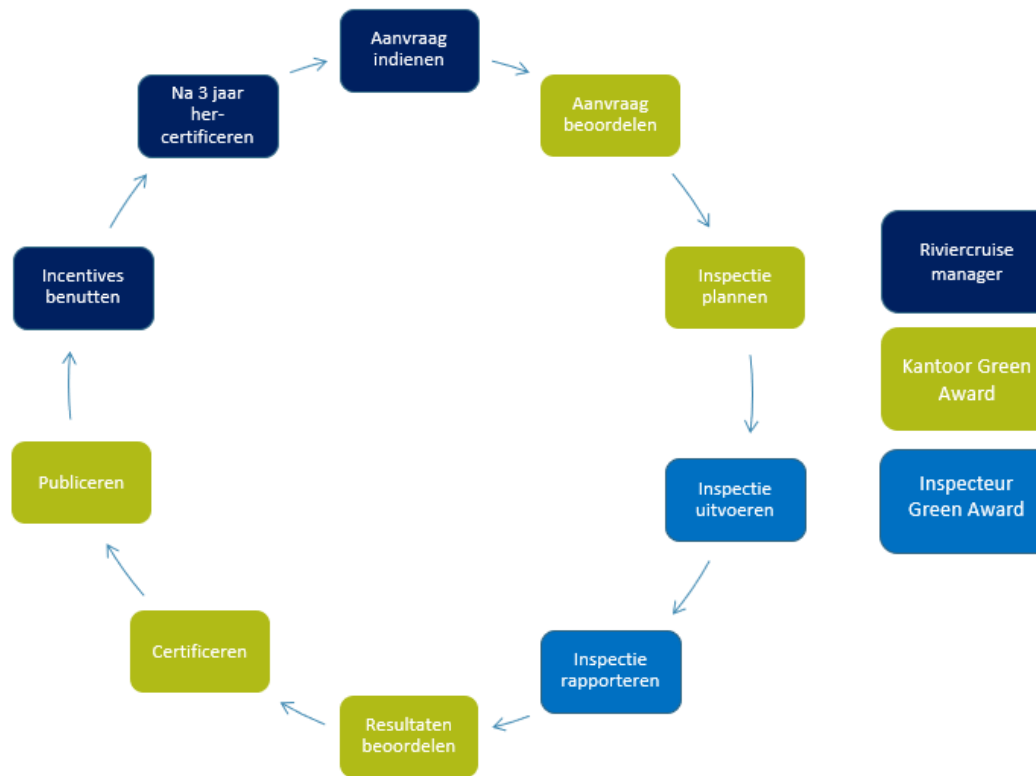 Aanvraag
indienen
Aanvraag
beoordelen
Inspectie
plannen
Inspectie
uitvoeren
Inspectie
rapporteren
Resultaten
beoordelen
Certificeren
Publiceren
Incentives
benutten
Na 3 jaar
her-
certificeren
Riviercruise
manager
Kantoor Green
Award
Inspecteur
Green Award